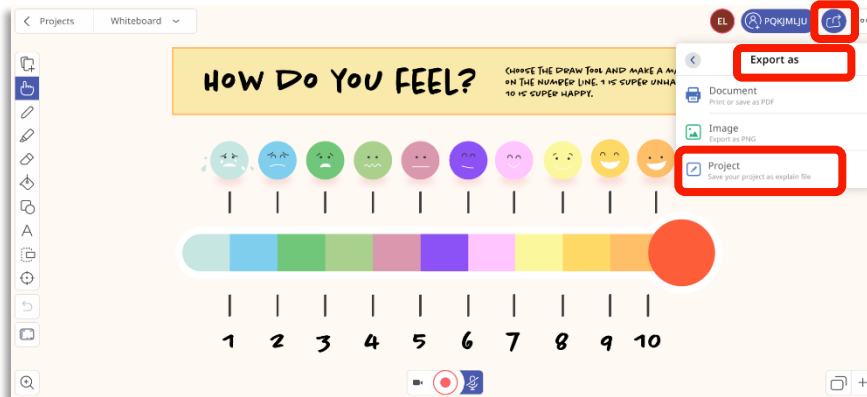 Projects
Whiteboard
EL
PQKJMLJU
HOW DO YOU FEEL?
CHOOSE THE DRAW TOOL AND MAKE A
ON THE NUMBER LINE. 1 IS SUPER
10 IS SUPER HAPPY.
Export as
Document
Print or save as PDF
Image
Export as PNG
Project
Save your project as explain file
A
1 2 3 4 5 6 7 8 9 10